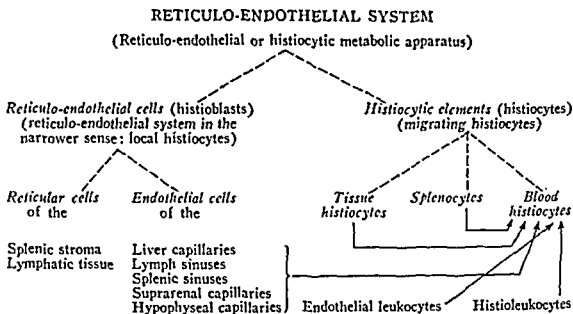 RETICULO-ENDOTHELIAL SYSTEM
(Reticulo-endothelial or histiocytic metabolic apparatus)
Reticulo-endothelial cells (histioblasts)
(reticulo-endothelial system in the
narrower sense: local histiocytes)
Histiocytic elements (histiocytes)
(migrating histiocytes)
Reticular cells
of the
Endothelial cells
of the
Tissue
histiocytes
Splenocytes
Blood
histiocytes
Splenic stroma
Lymphatic tissue
Liver capillaries
Lymph sinuses
Splenic sinuses
Suprarenal capillaries
Hypophyseal capillaries
Endothelial leukocytes
Histioleukocytes